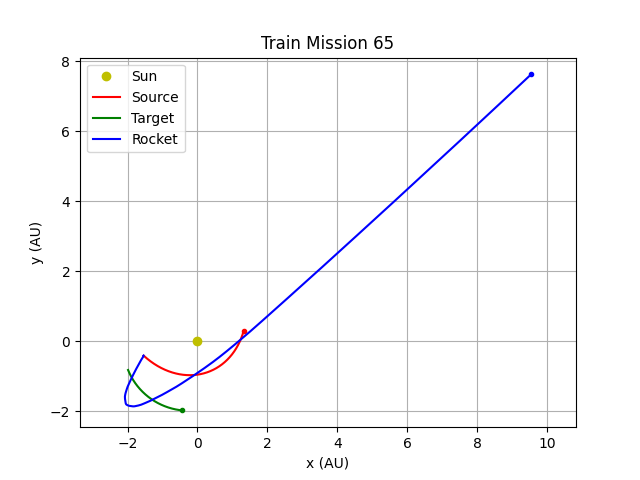 Train Mission 65
Sun
Source
Target
Rocket
8
6
4
2
0
−2
y (AU)
−2 0 2 4 6 8 10
x (AU)